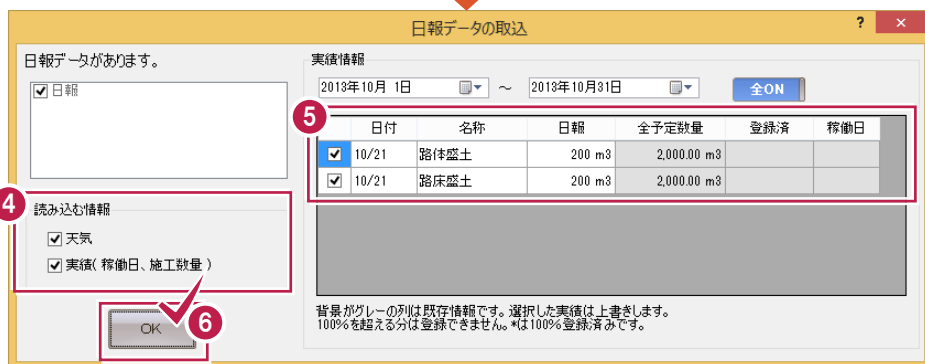 日報データの取込
? ×
日報データがあります。
日報
4
読み込む情報
天気
実績( 稼働日、施工数量 )
OK
6
実績情報
2013年10月 1日 ～ 2013年10月31日 全ON
5
日付 名称 日報 全予定数量 登録済 稼働日
10/21 路体盛土 200 m3 2,000.00 m3
10/21 路床盛土 200 m3 2,000.00 m3
背景がグレーの列は既存情報です。選択した実績は上書きします。
100%を超える分は登録できません。*は100%登録済みです。